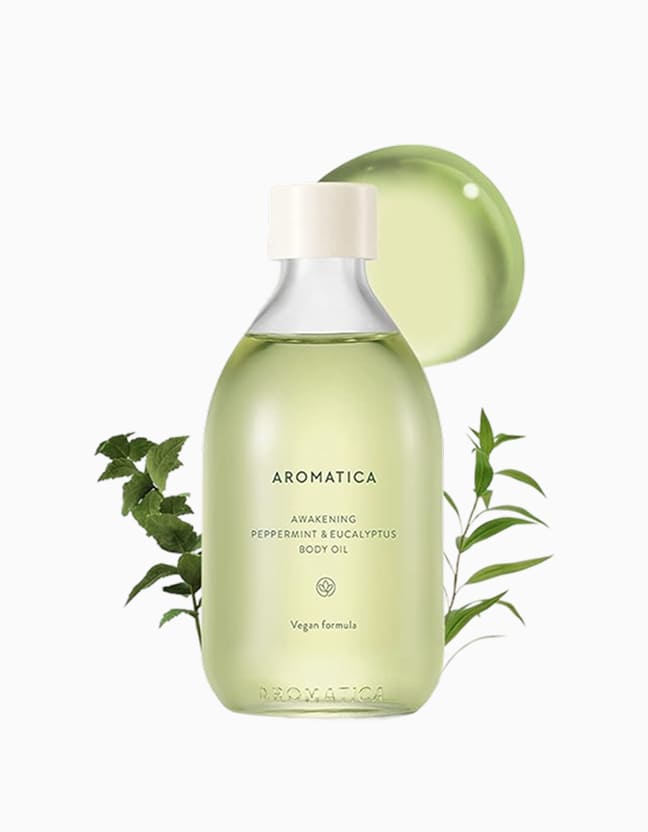 AROMATICA
AWAKENING
PEPPERMINT & EUCALYPTUS
BODY OIL
Vegan formula
AROMATICA